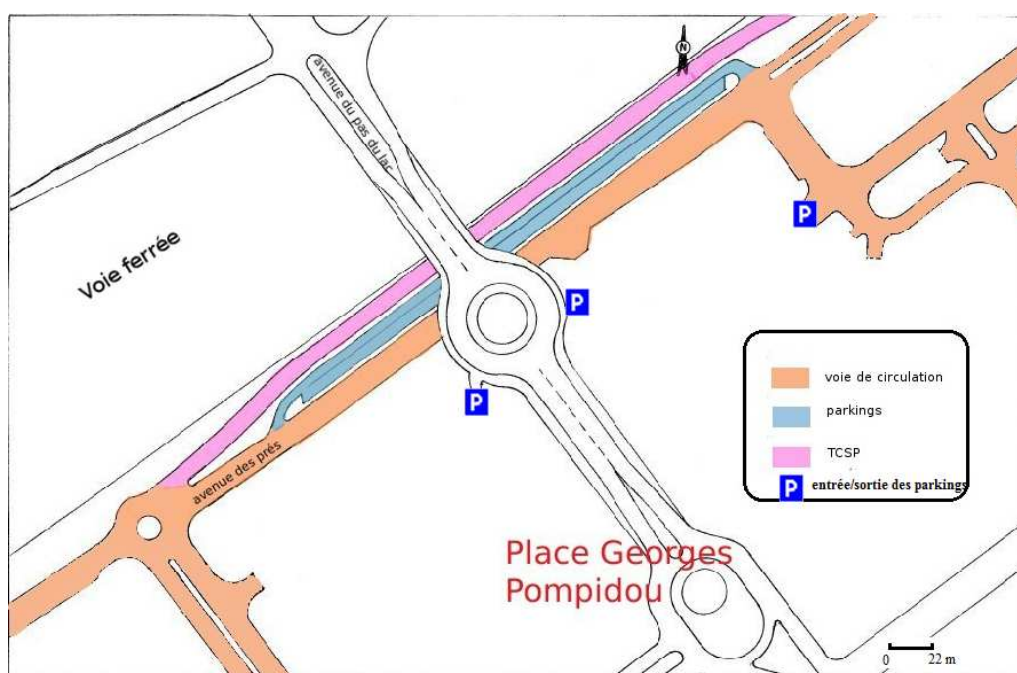 avenue du pas du lac
N
Voie ferrée
P
P
P
avenue des prés
voie de circulation
parkings
TCSP
P entrée/sortie des parkings
Place Georges
Pompidou
0 22 m